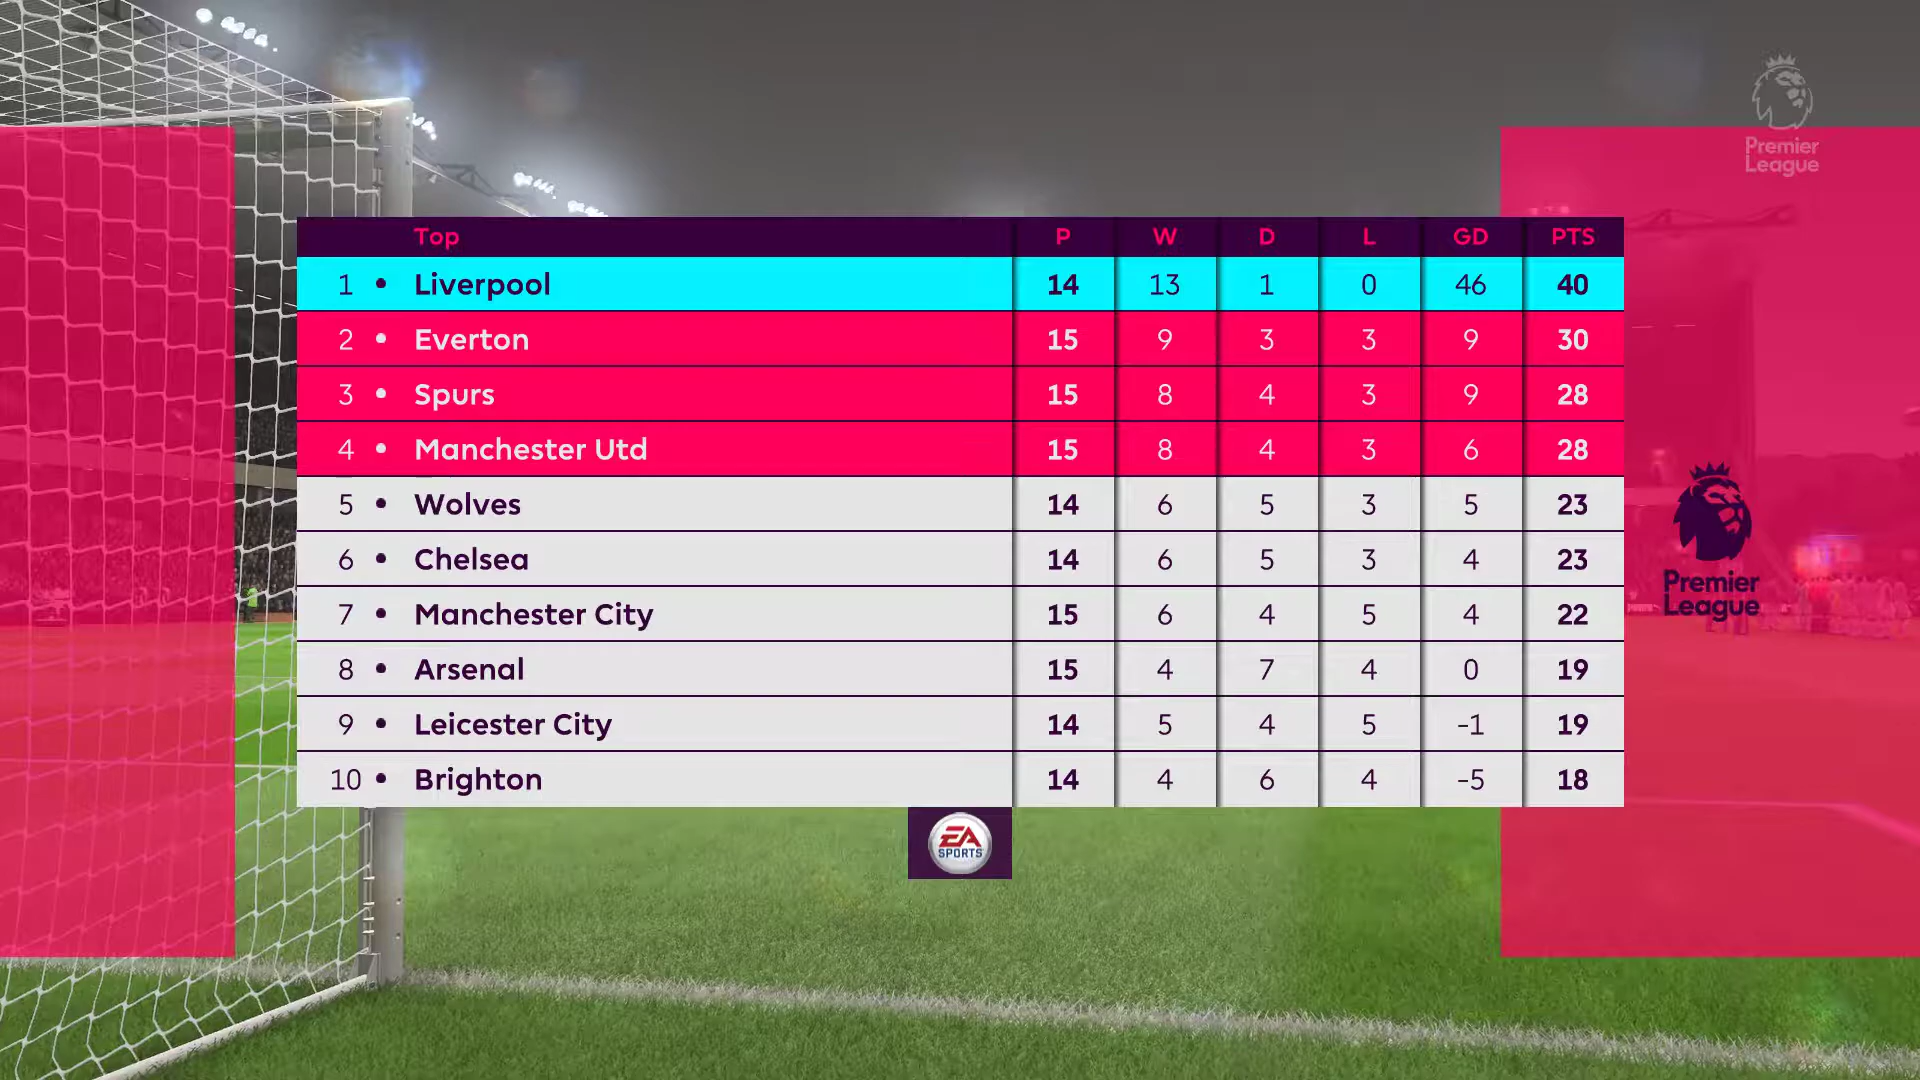 Premier
League
Top P W D L GD PTS
1 • Liverpool 14 13 1 0 46 40
2 • Everton 15 9 3 3 9 30
3 • Spurs 15 8 4 3 9 28
4 • Manchester Utd 15 8 4 3 6 28
5 • Wolves 14 6 5 3 5 23
6 • Chelsea 14 6 5 3 4 23
7 • Manchester City 15 6 4 5 4 22
8 • Arsenal 15 4 7 4 0 19
9 • Leicester City 14 5 4 5 -1 19
10 • Brighton 14 4 6 4 -5 18
Premier
League
EA
SPORTS